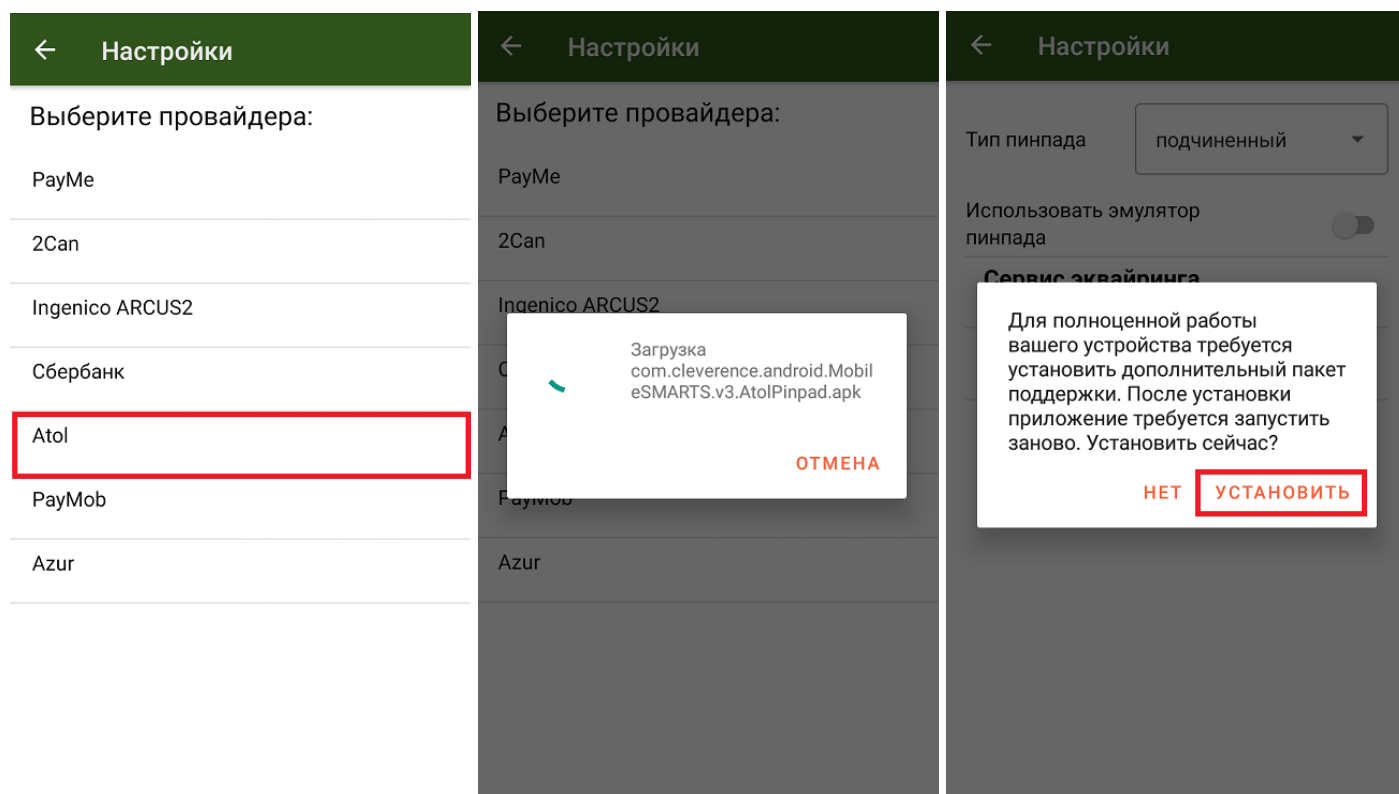 Настройки
Выберите провайдера:
PayMe
2Can
Ingenico ARCUS2
Сбербанк
Atol
PayMob
Azur
Настройки
Выберите провайдера:
PayMe
2Can
Ingenico ARCUS2
Загрузка
com.cleverence.android.Mobil
eSMARTS.v3.AtolPinpad.apk
ОТМЕНА
PayMob
Azur
Настройки
Тип пинпада
подчиненный
Использовать эмулятор
пинпада
Сервис эквайринга
Для полноценной работы
вашего устройства требуется
установить дополнительный пакет
поддержки. После установки
приложение требуется запустить
заново. Установить сейчас?
НЕТ УСТАНОВИТЬ